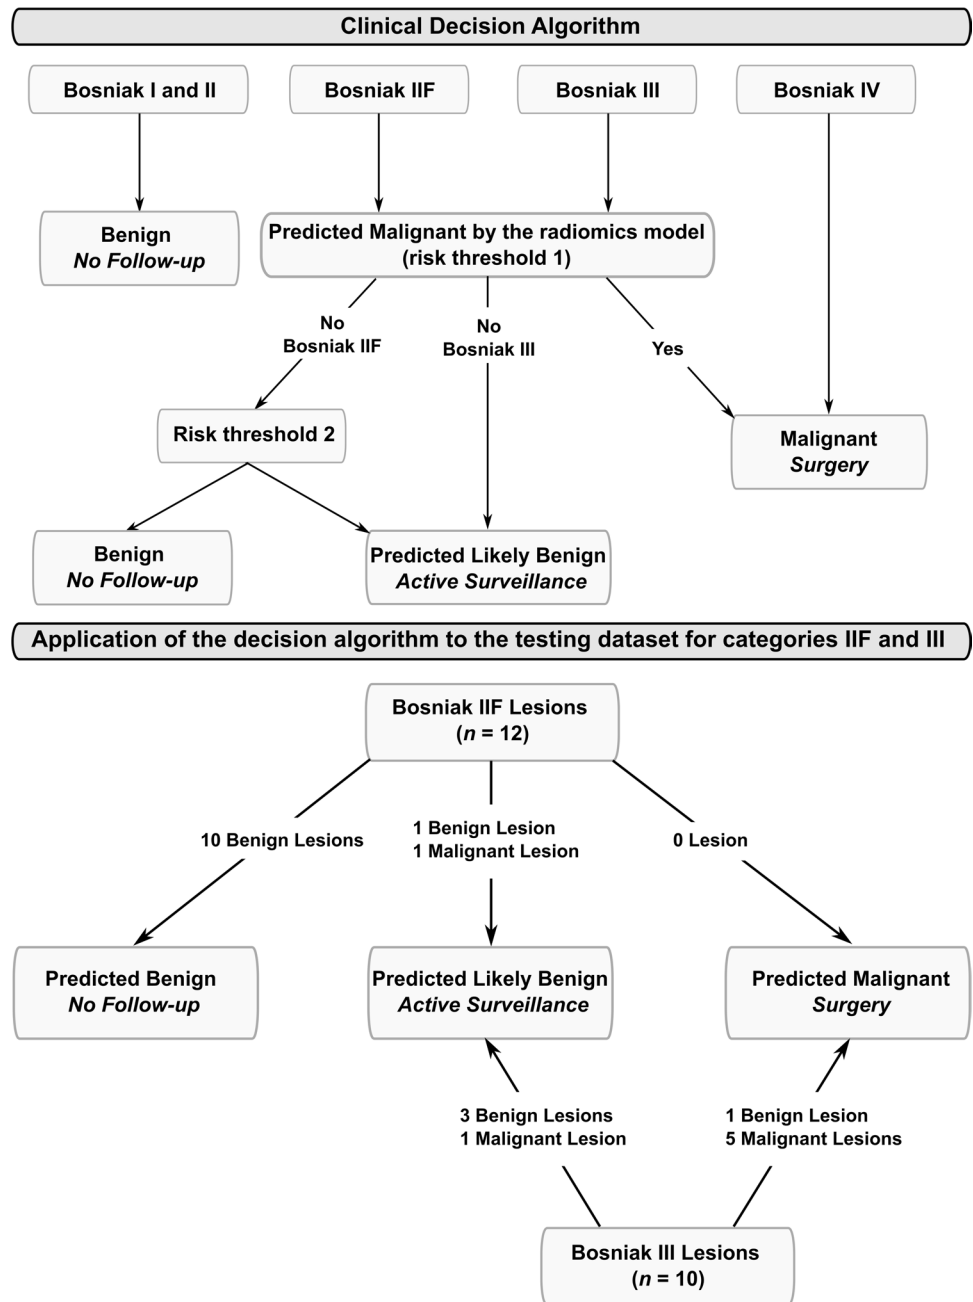 Clinical Decision Algorithm
Bosniak I and II
Bosniak IIF
Bosniak III
Bosniak IV
Benign
No Follow-up
Predicted Malignant by the radiomics model
(risk threshold 1)
No
Bosniak IIF
No
Bosniak III
Yes
Risk threshold 2
Malignant
Surgery
Benign
No Follow-up
Predicted Likely Benign
Active Surveillance
Application of the decision algorithm to the testing dataset for categories IIF and III
Bosniak IIF Lesions
(n = 12)
10 Benign Lesions
1 Benign Lesion
1 Malignant Lesion
0 Lesion
Predicted Benign
No Follow-up
Predicted Likely Benign
Active Surveillance
Predicted Malignant
Surgery
3 Benign Lesions
1 Malignant Lesion
1 Benign Lesion
5 Malignant Lesions
Bosniak III Lesions
(n = 10)